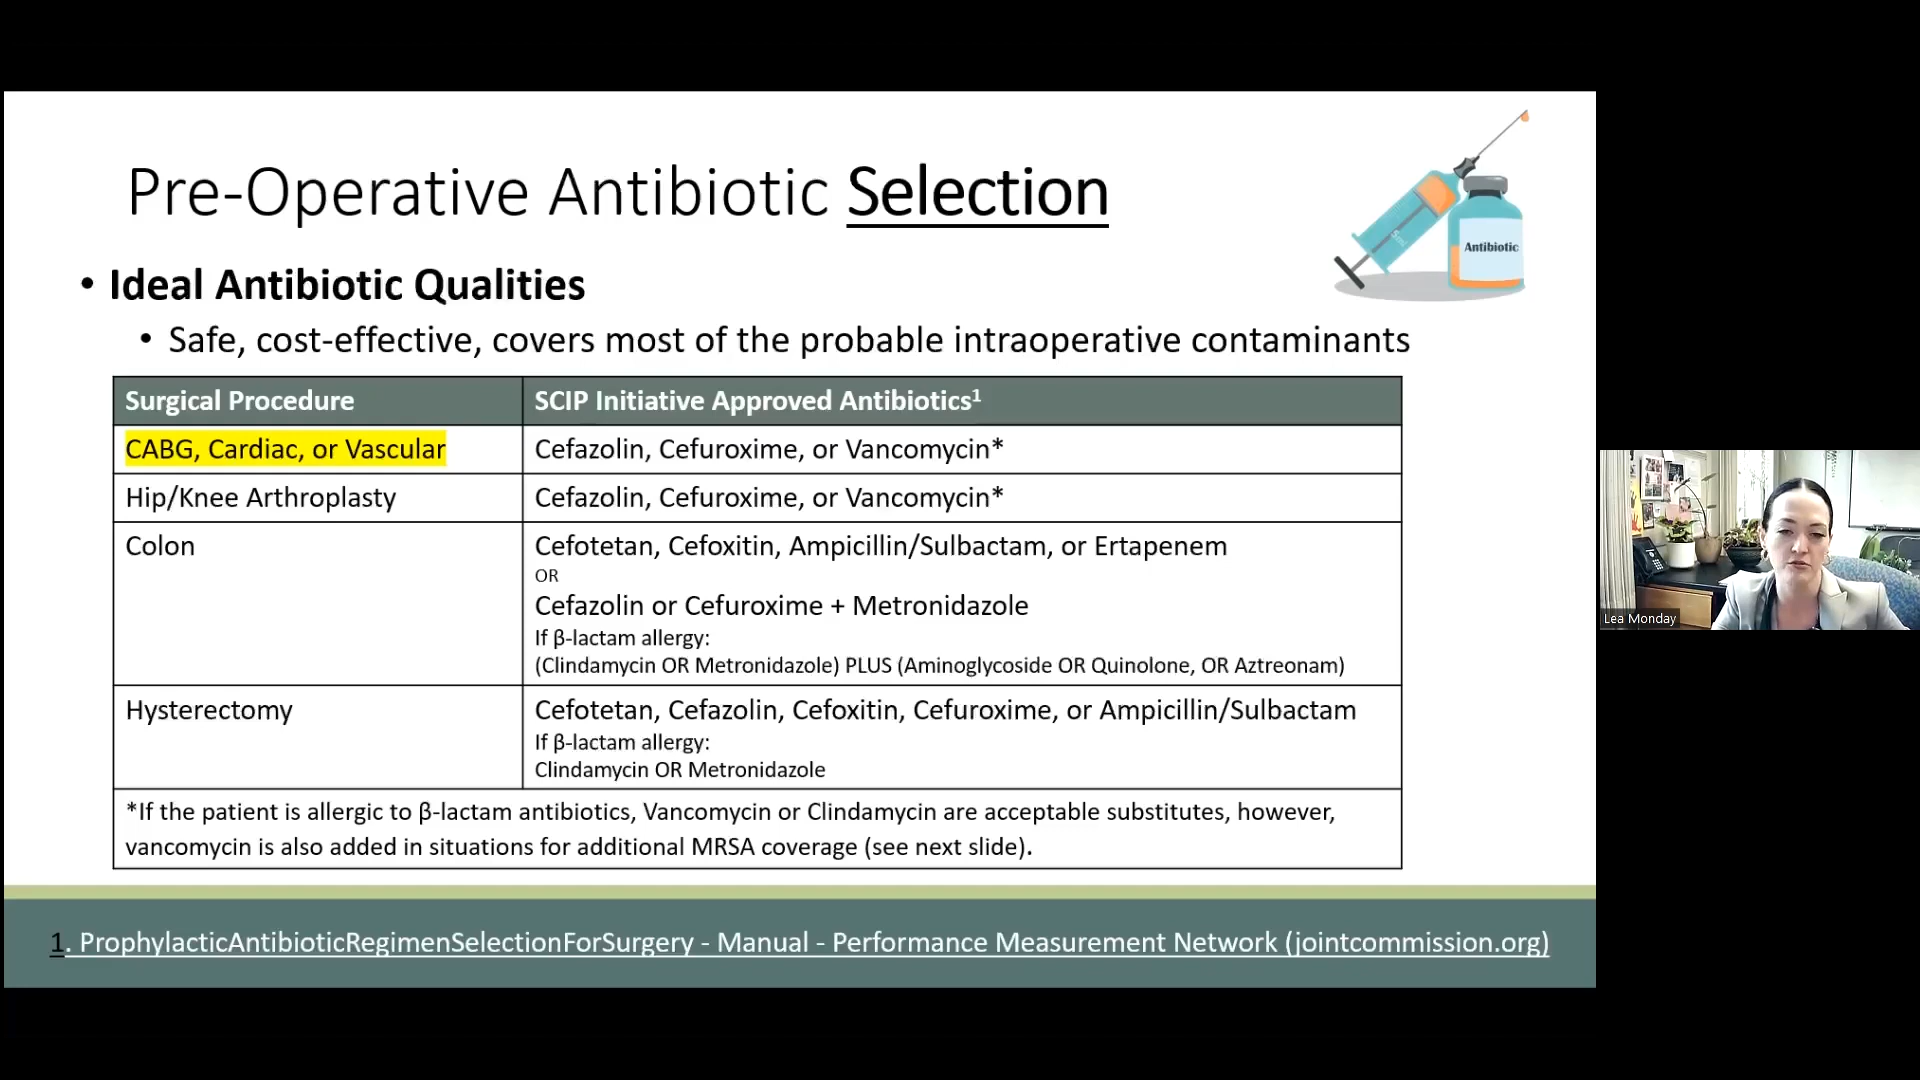 Pre-Operative Antibiotic Selection
Antibiotic
• Ideal Antibiotic Qualities
• Safe, cost-effective, covers most of the probable intraoperative contaminants
Surgical Procedure
SCIP Initiative Approved Antibiotics¹
CABG, Cardiac, or Vascular
Cefazolin, Cefuroxime, or Vancomycin*
Hip/Knee Arthroplasty
Cefazolin, Cefuroxime, or Vancomycin*
Colon
Cefotetan, Cefoxitin, Ampicillin/Sulbactam, or Ertapenem
OR
Cefazolin or Cefuroxime + Metronidazole
If β-lactam allergy:
(Clindamycin OR Metronidazole) PLUS (Aminoglycoside OR Quinolone, OR Aztreonam)
Hysterectomy
Cefotetan, Cefazolin, Cefoxitin, Cefuroxime, or Ampicillin/Sulbactam
If β-lactam allergy:
Clindamycin OR Metronidazole
*If the patient is allergic to β-lactam antibiotics, Vancomycin or Clindamycin are acceptable substitutes, however,
vancomycin is also added in situations for additional MRSA coverage (see next slide).
1. ProphylacticAntibioticRegimenSelectionForSurgery - Manual - Performance Measurement Network (jointcommission.org)
Lea Monday